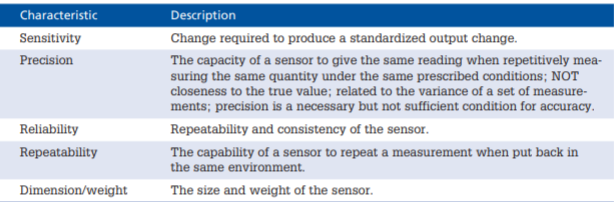 Characteristic Description
Sensitivity Change required to produce a standardized output change.
Precision The capacity of a sensor to give the same reading when repetitively mea-
suring the same quantity under the same prescribed conditions; NOT
closeness to the true value; related to the variance of a set of measure-
ments; precision is a necessary but not sufficient condition for accuracy.
Reliability Repeatability and consistency of the sensor.
Repeatability The capability of a sensor to repeat a measurement when put back in
the same environment.
Dimension/weight The size and weight of the sensor.